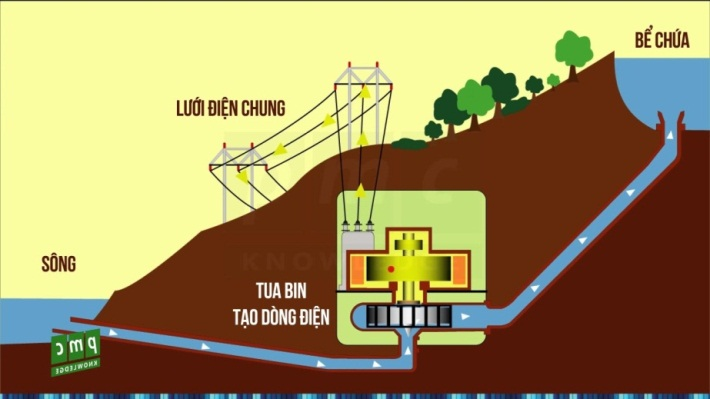 BỂ CHỨA
LƯỚI ĐIỆN CHUNG
SÔNG
TUA BIN
TẠO DÒNG ĐIỆN
pmc
KNOWLEDGE